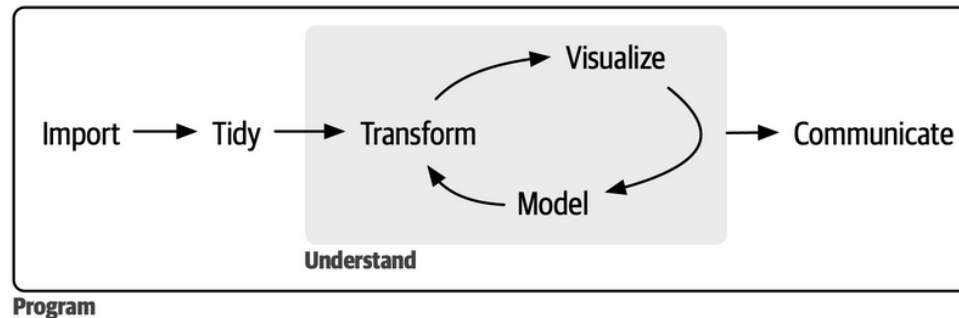 Visualize
Import Tidy Transform Communicate
Model
Understand
Program